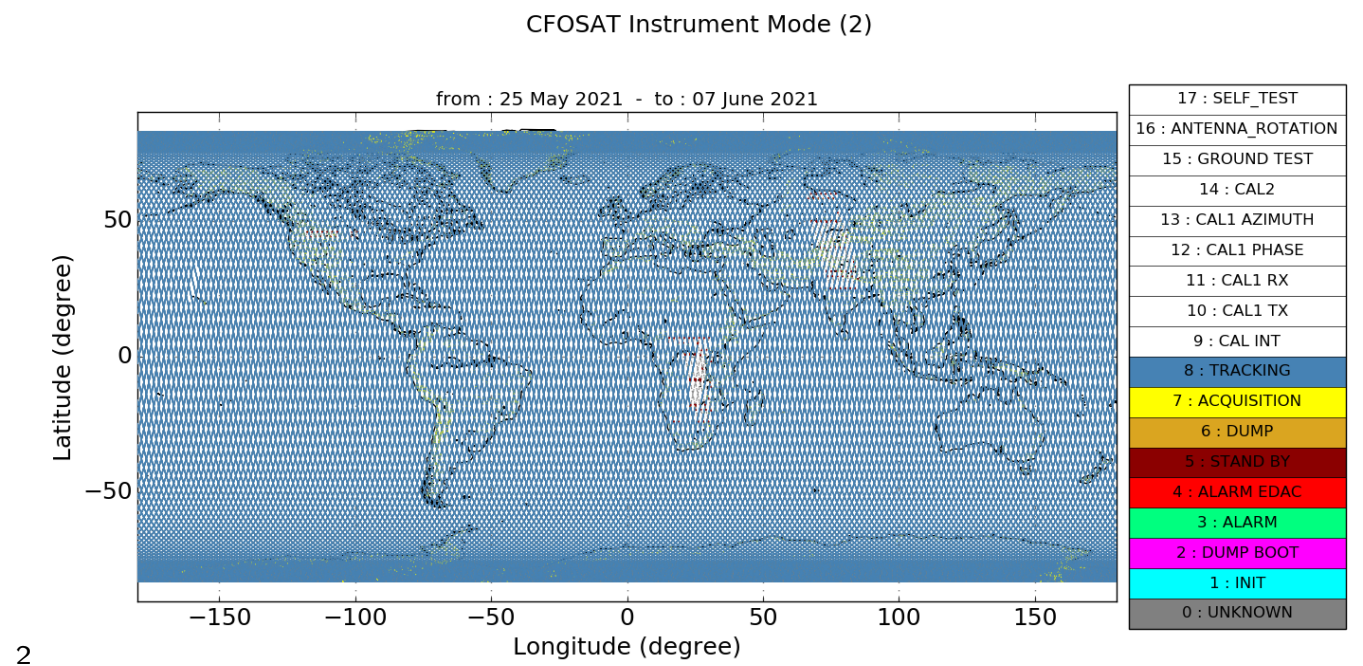 CFOSAT Instrument Mode (2)
from : 25 May 2021 - to : 07 June 2021
17 : SELF_TEST
16 : ANTENNA_ROTATION
15 : GROUND TEST
14 : CAL2
13 : CAL1 AZIMUTH
12 : CAL1 PHASE
11 : CAL1 RX
10 : CAL1 TX
9 : CAL INT
8 : TRACKING
7 : ACQUISITION
6 : DUMP
5 : STAND BY
4 : ALARM EDAC
3 : ALARM
2 : DUMP BOOT
1 : INIT
0 : UNKNOWN
Latitude (degree)
50
0
−50
−150 −100 −50 0 50 100 150
Longitude (degree)
2